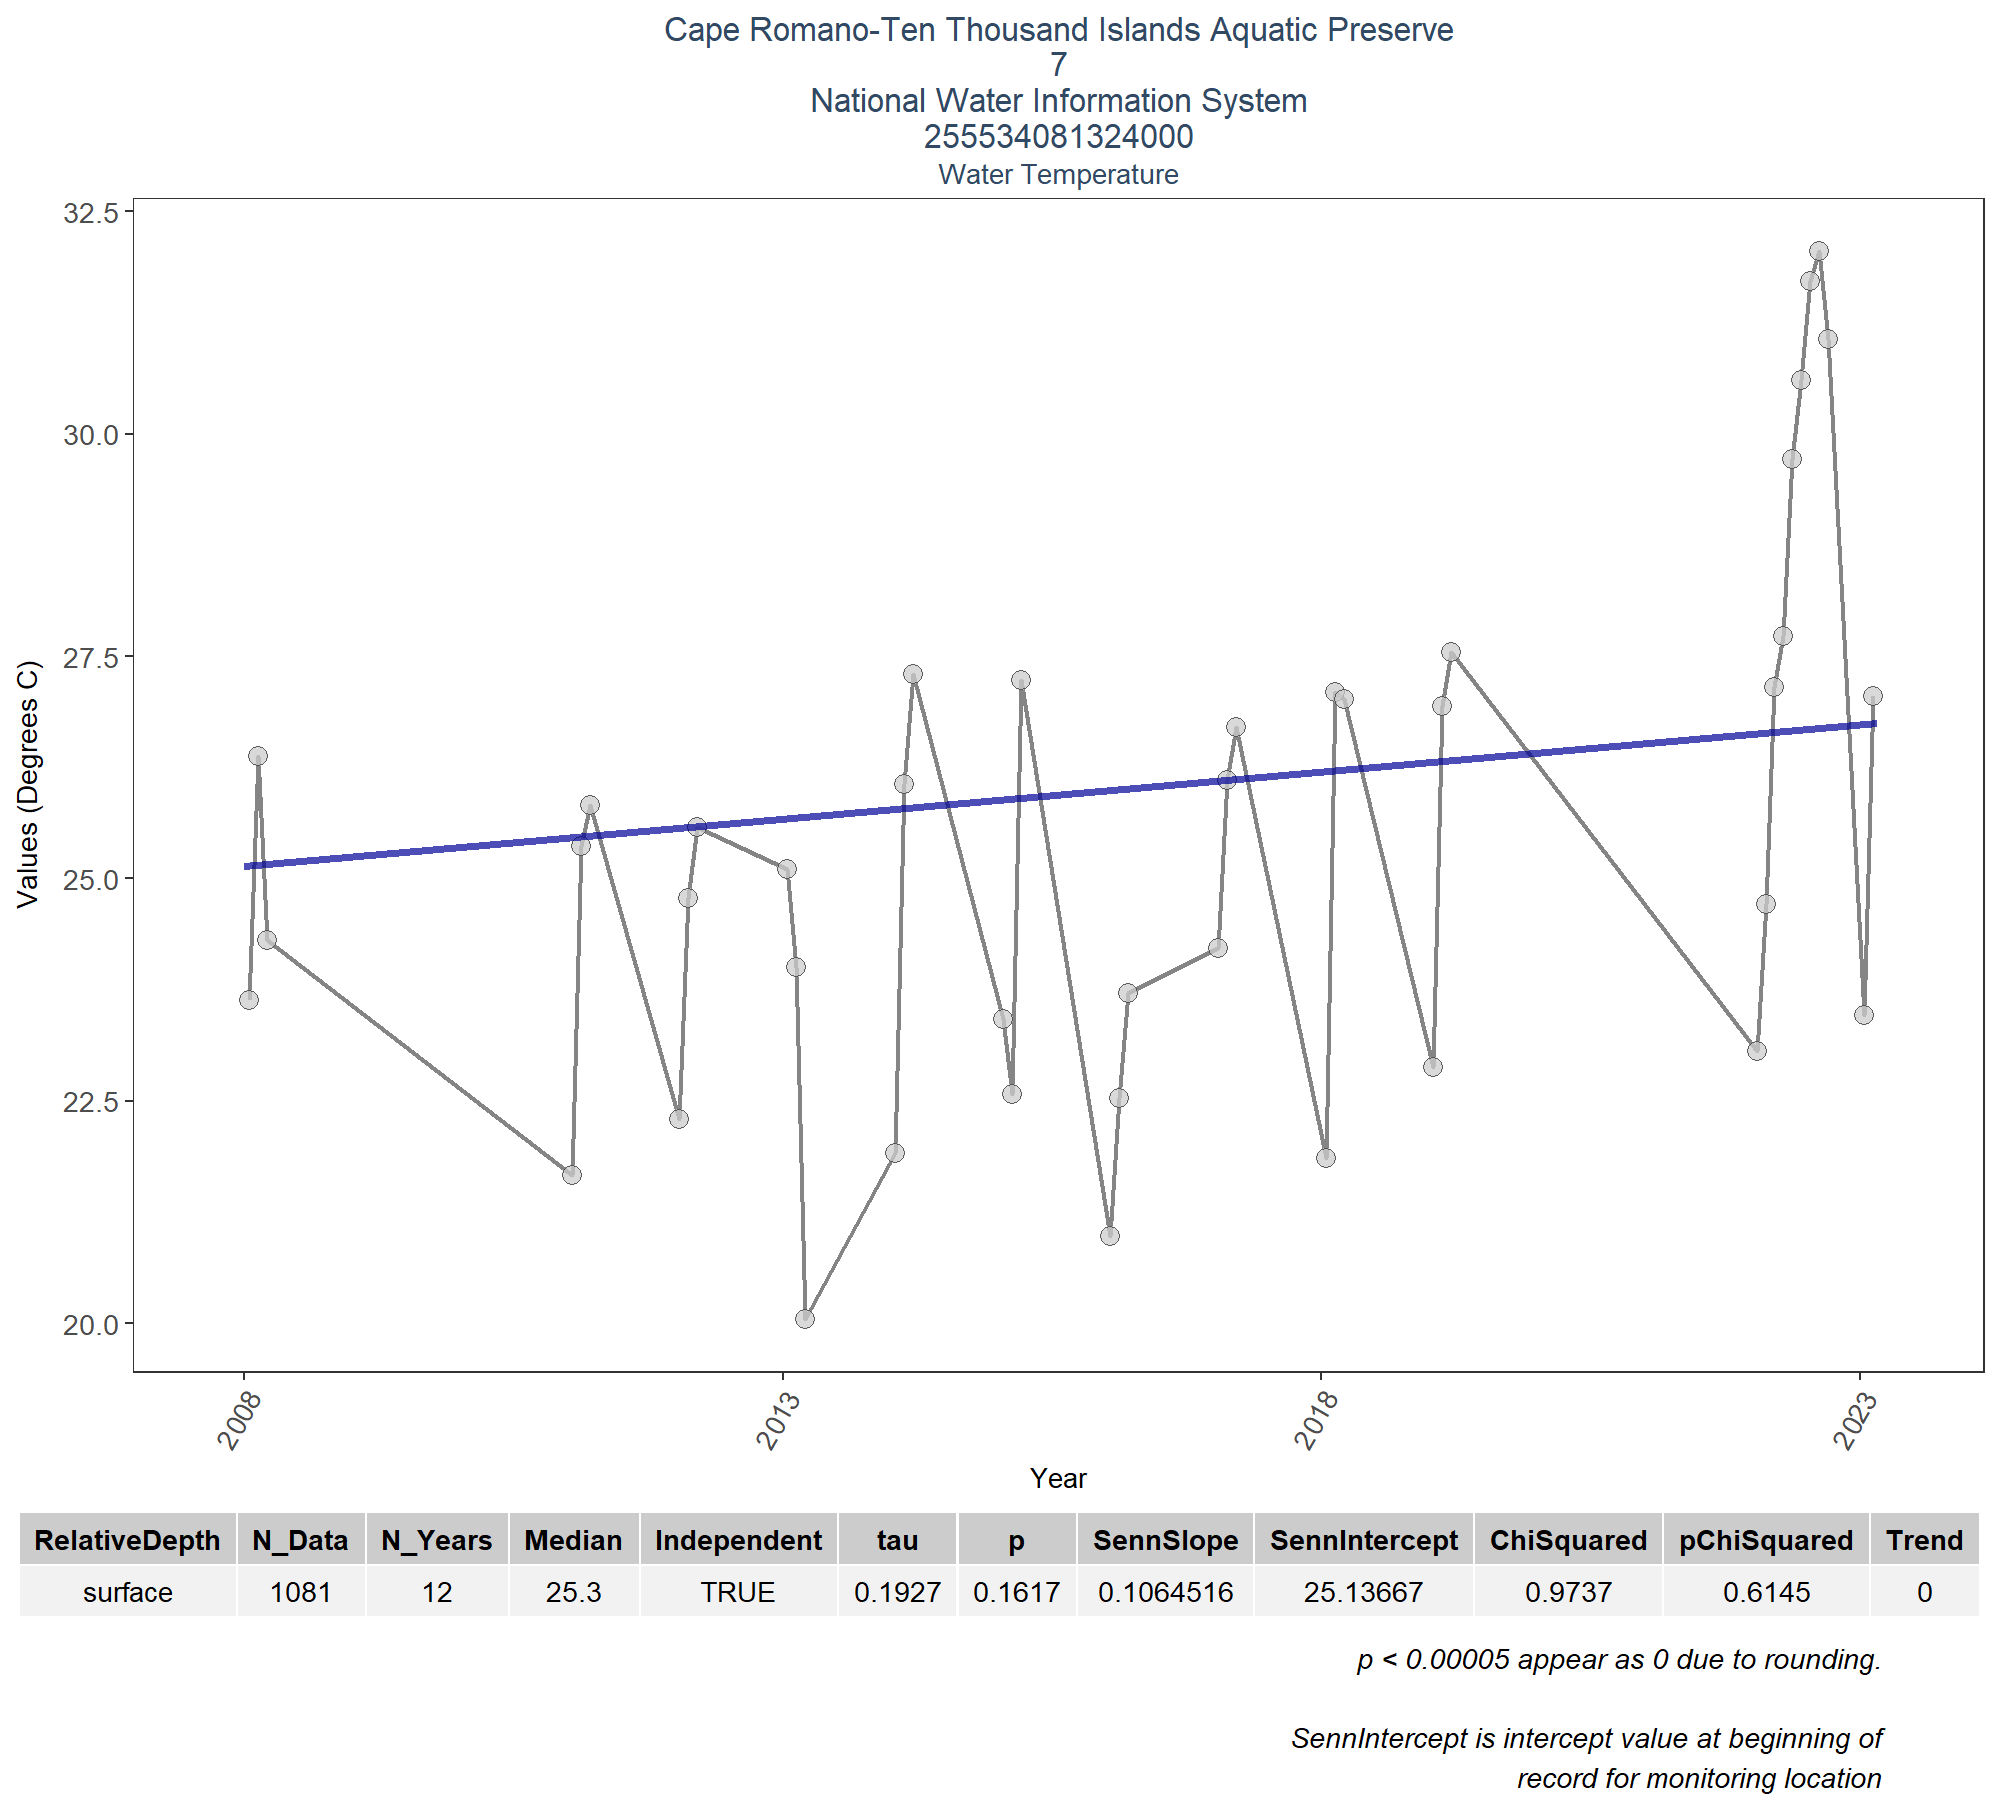 Cape Romano-Ten Thousand Islands Aquatic Preserve
7
National Water Information System
255534081324000
Water Temperature
32.5
30.0
27.5
25.0
22.5
20.0
Values (Degrees C)
2008
2013
2018
2023
Year
RelativeDepth N_Data N_Years Median Independent tau p SennSlope SennIntercept ChiSquared pChiSquared Trend
surface 1081 12 25.3 TRUE 0.1927 0.1617 0.1064516 25.13667 0.9737 0.6145 0
p < 0.00005 appear as 0 due to rounding.
SennIntercept is intercept value at beginning of
record for monitoring location